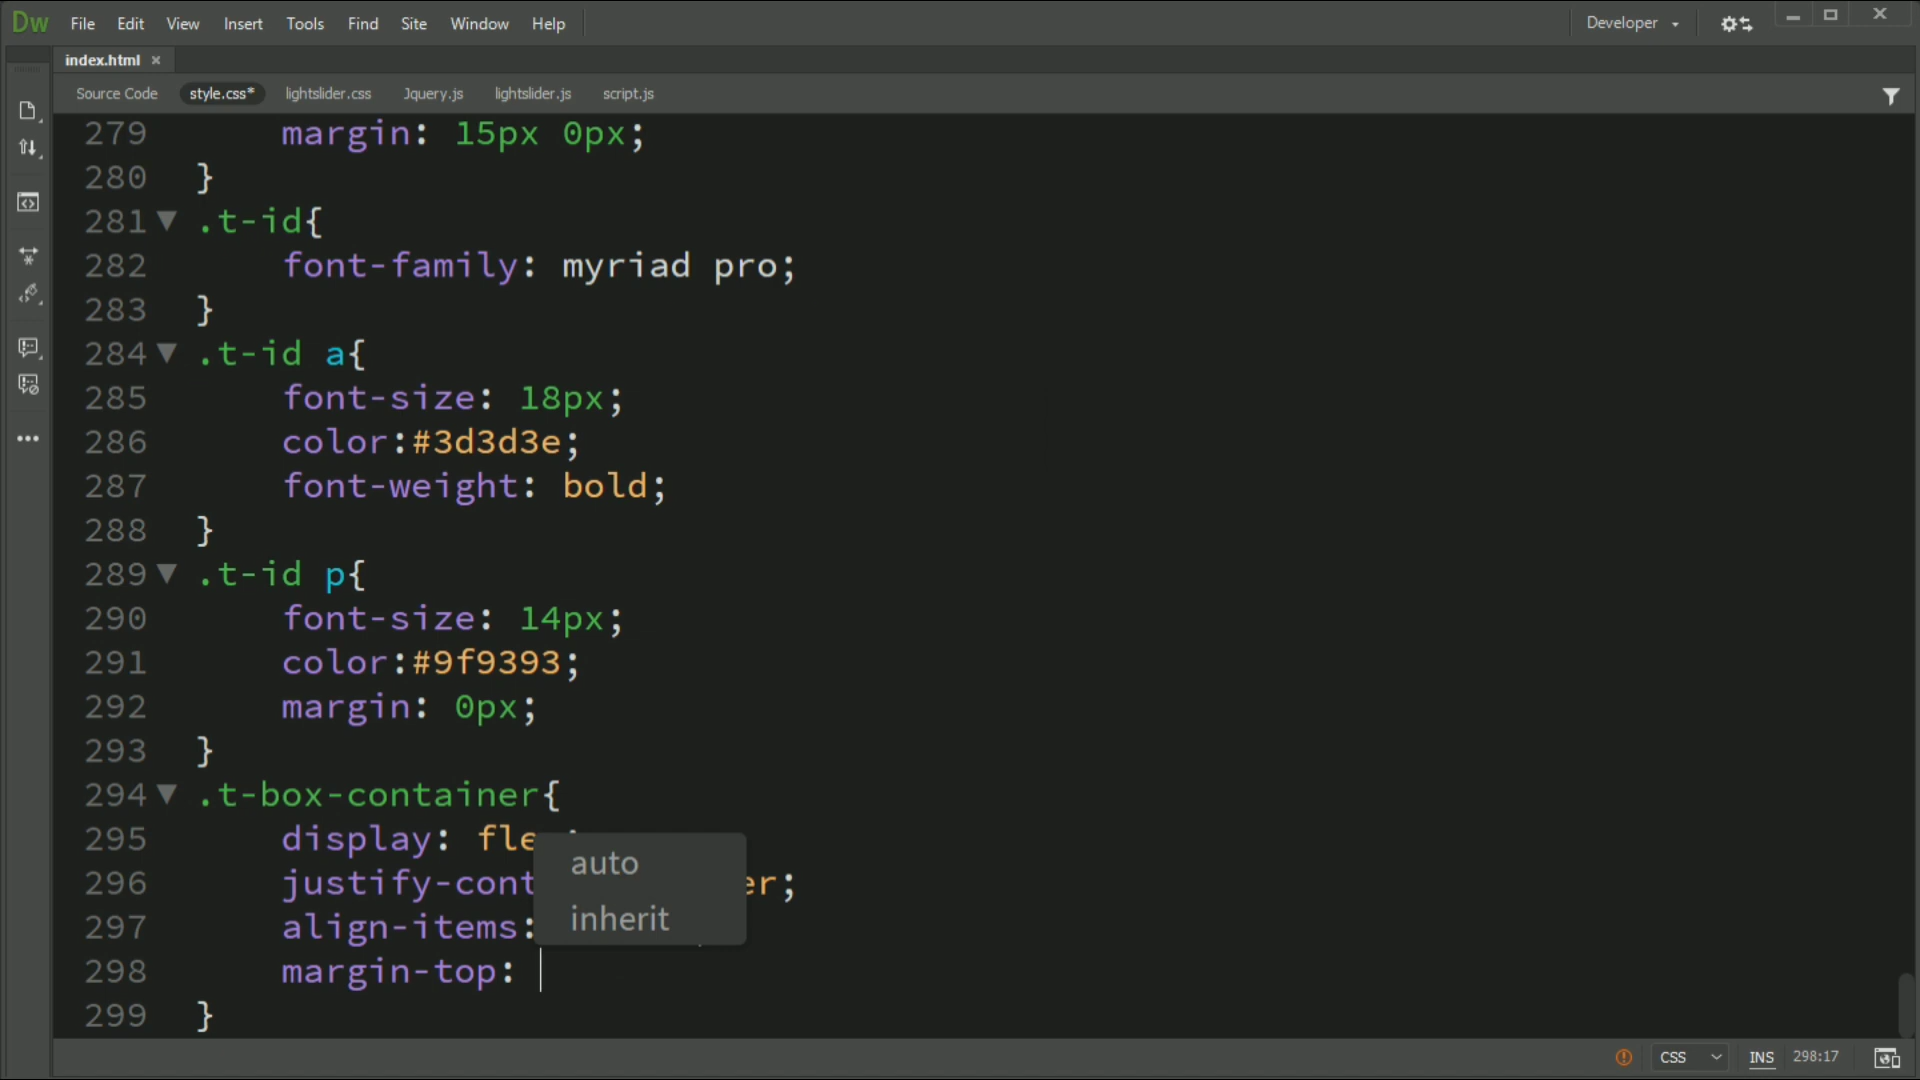 Dw File Edit View Insert Tools Find Site Window Help Developer
index.html ×
Source Code style.css* lightslider.css Jquery.js lightslider.js script.js
279 margin: 15px 0px;
280 }
281 .t-id{
282 font-family: myriad pro;
283 }
284 .t-id a{
285 font-size: 18px;
286 color:#3d3d3e;
287 font-weight: bold;
288 }
289 .t-id p{
290 font-size: 14px;
291 color:#9f9393;
292 margin: 0px;
293 }
294 .t-box-container{
295 display: fle
auto
296 justify-cont er;
inherit
297 align-items:
298 margin-top:
299 }
CSS INS 298:17